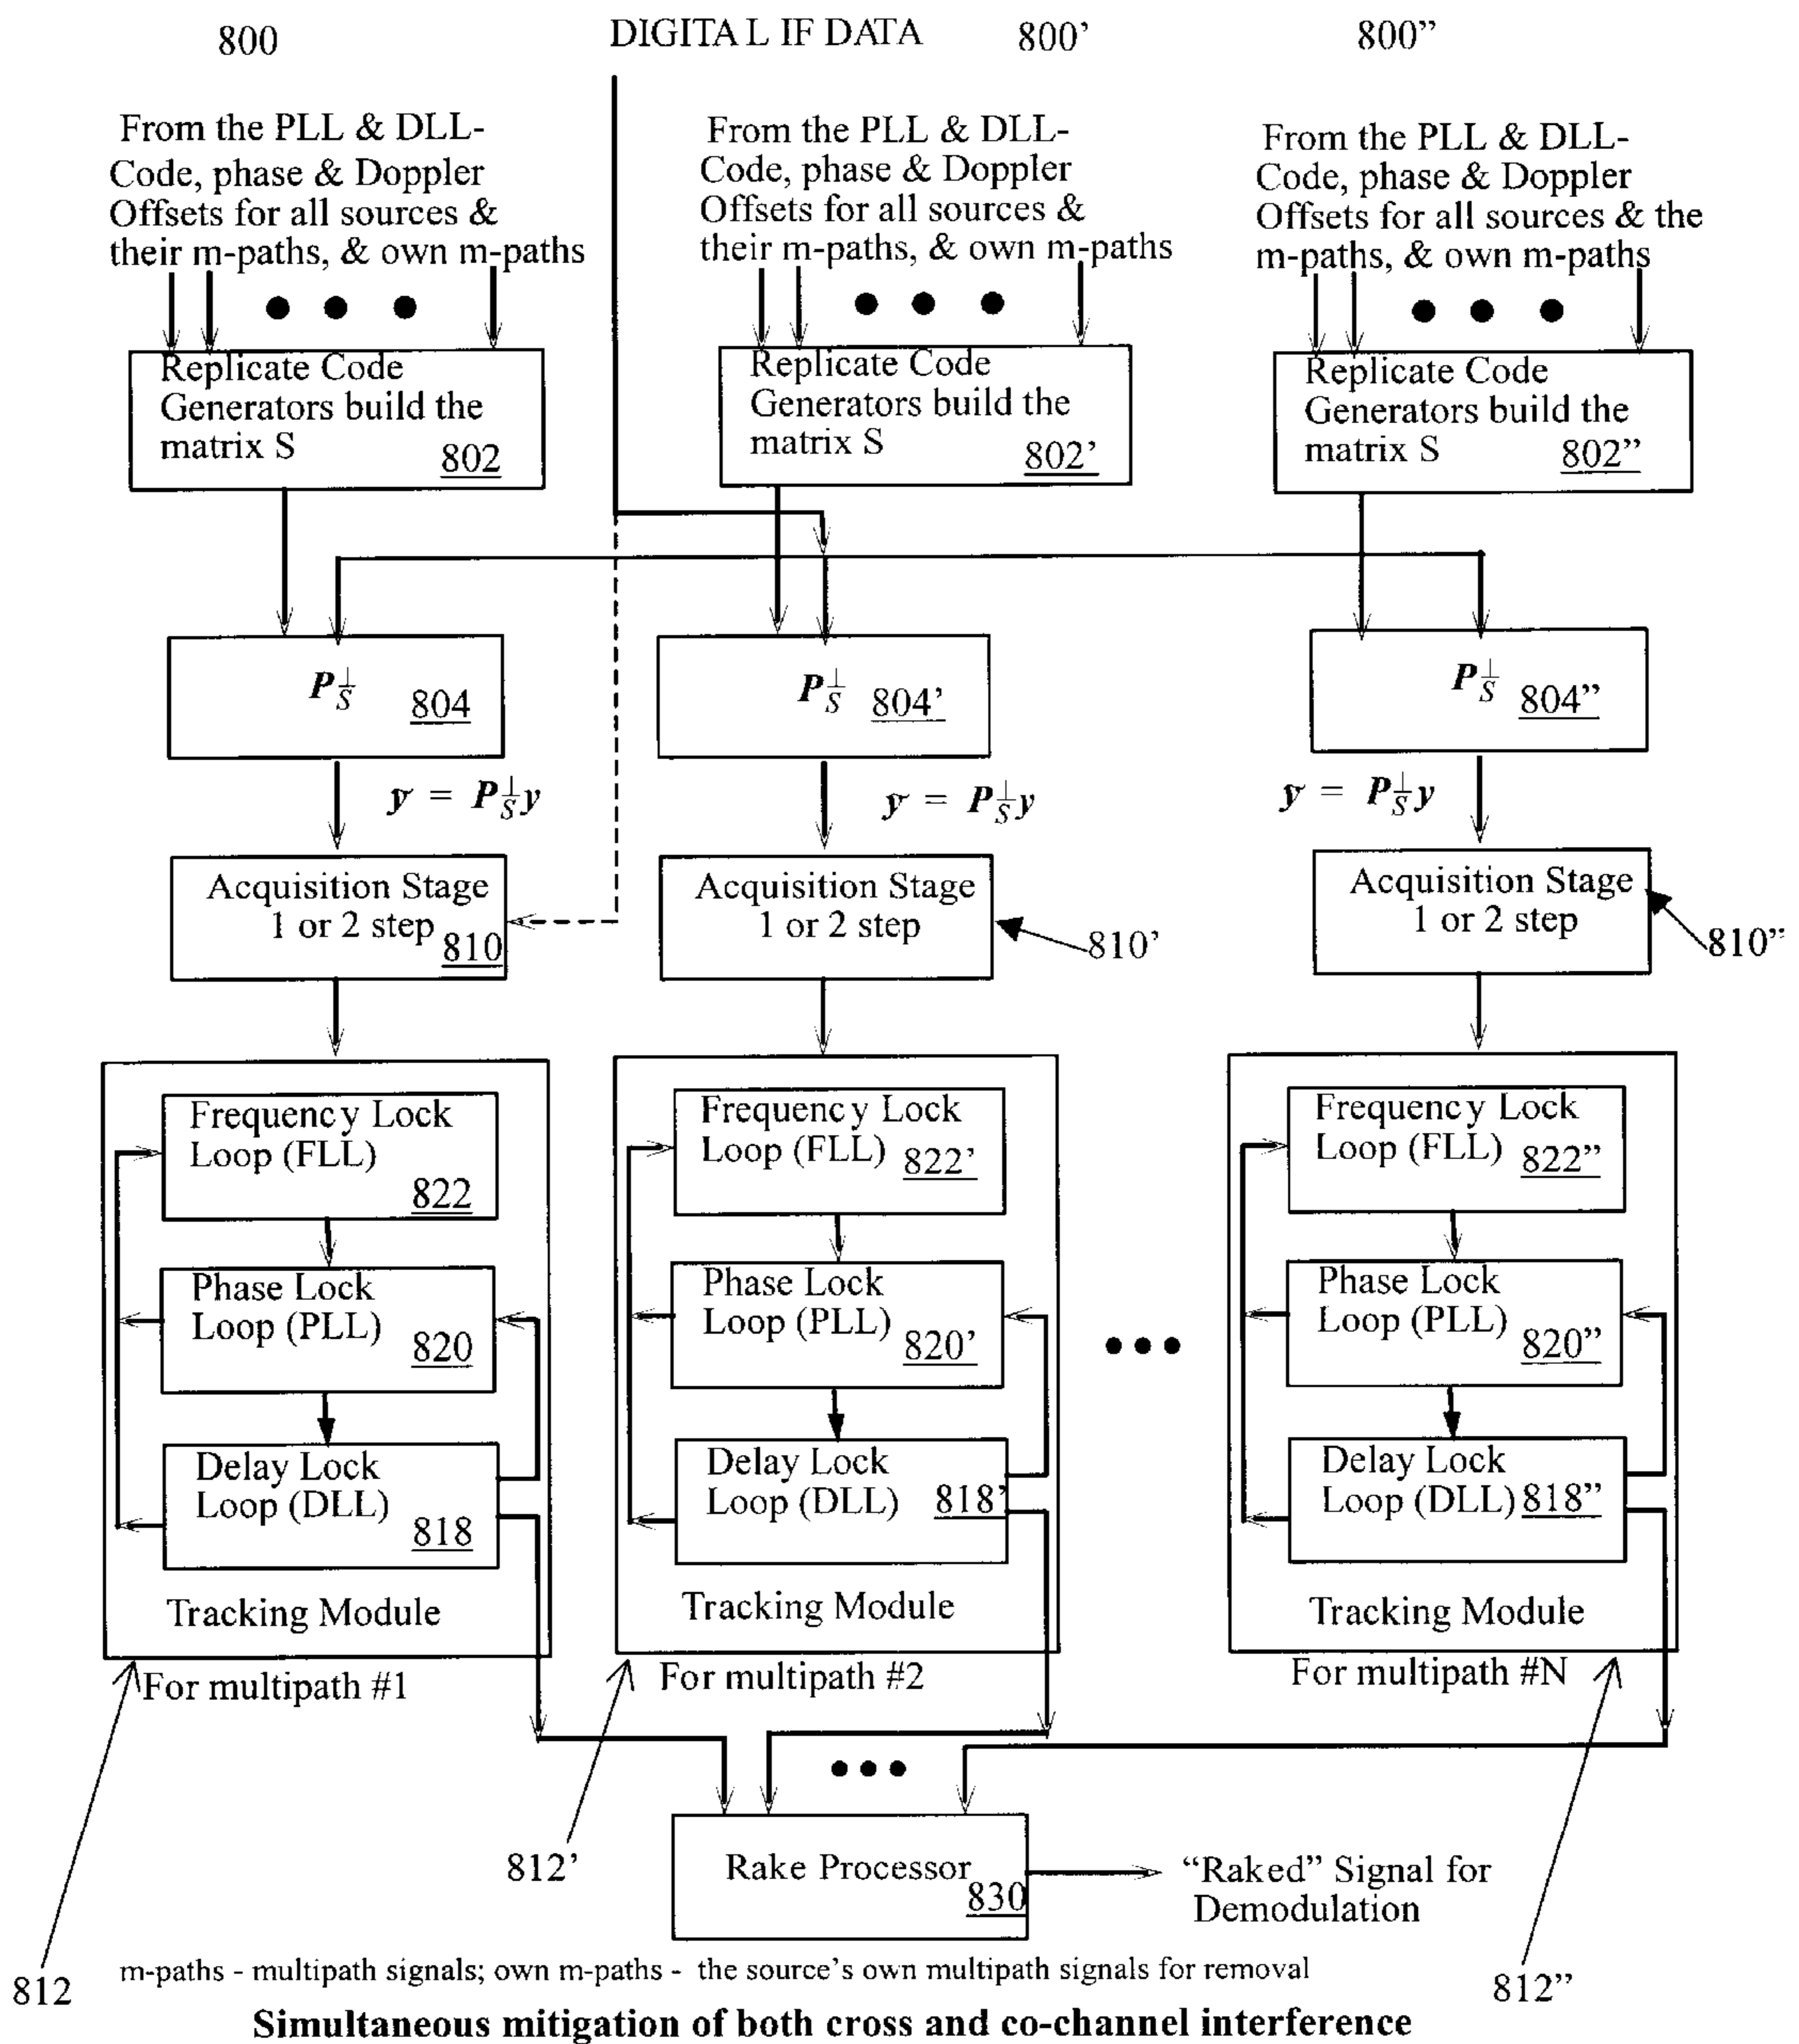 800
DIGITAL IF DATA
800’
800”
From the PLL & DLL-
Code, phase & Doppler
Offsets for all sources &
their m-paths, & own m-paths
From the PLL & DLL-
Code, phase & Doppler
Offsets for all sources &
their m-paths, & own m-paths
From the PLL & DLL-
Code, phase & Doppler
Offsets for all sources & the
m-paths, & own m-paths
Replicate Code
Generators build the
matrix S 802
Replicate Code
Generators build the
matrix S 802’
Replicate Code
Generators build the
matrix S 802”
P⊥S 804
P⊥S 804’
P⊥S 804”
y = P⊥S y
y = P⊥S y
y = P⊥S y
Acquisition Stage
1 or 2 step
810
Acquisition Stage
1 or 2 step
810’
Acquisition Stage
1 or 2 step
810”
Frequency Lock
Loop (FLL)
822
Phase Lock
Loop (PLL)
820
Delay Lock
Loop (DLL)
818
Tracking Module
For multipath #1
Frequency Lock
Loop (FLL) 822’
Phase Lock
Loop (PLL)
820’
Delay Lock
Loop (DLL) 818’
Tracking Module
For multipath #2
Frequency Lock
Loop (FLL) 822”
Phase Lock
Loop (PLL)
820”
Delay Lock
Loop (DLL) 818”
Tracking Module
For multipath #N
812’
Rake Processor
830
“Raked” Signal for
Demodulation
812
m-paths - multipath signals; own m-paths - the source's own multipath signals for removal
812”
Simultaneous mitigation of both cross and co-channel interference